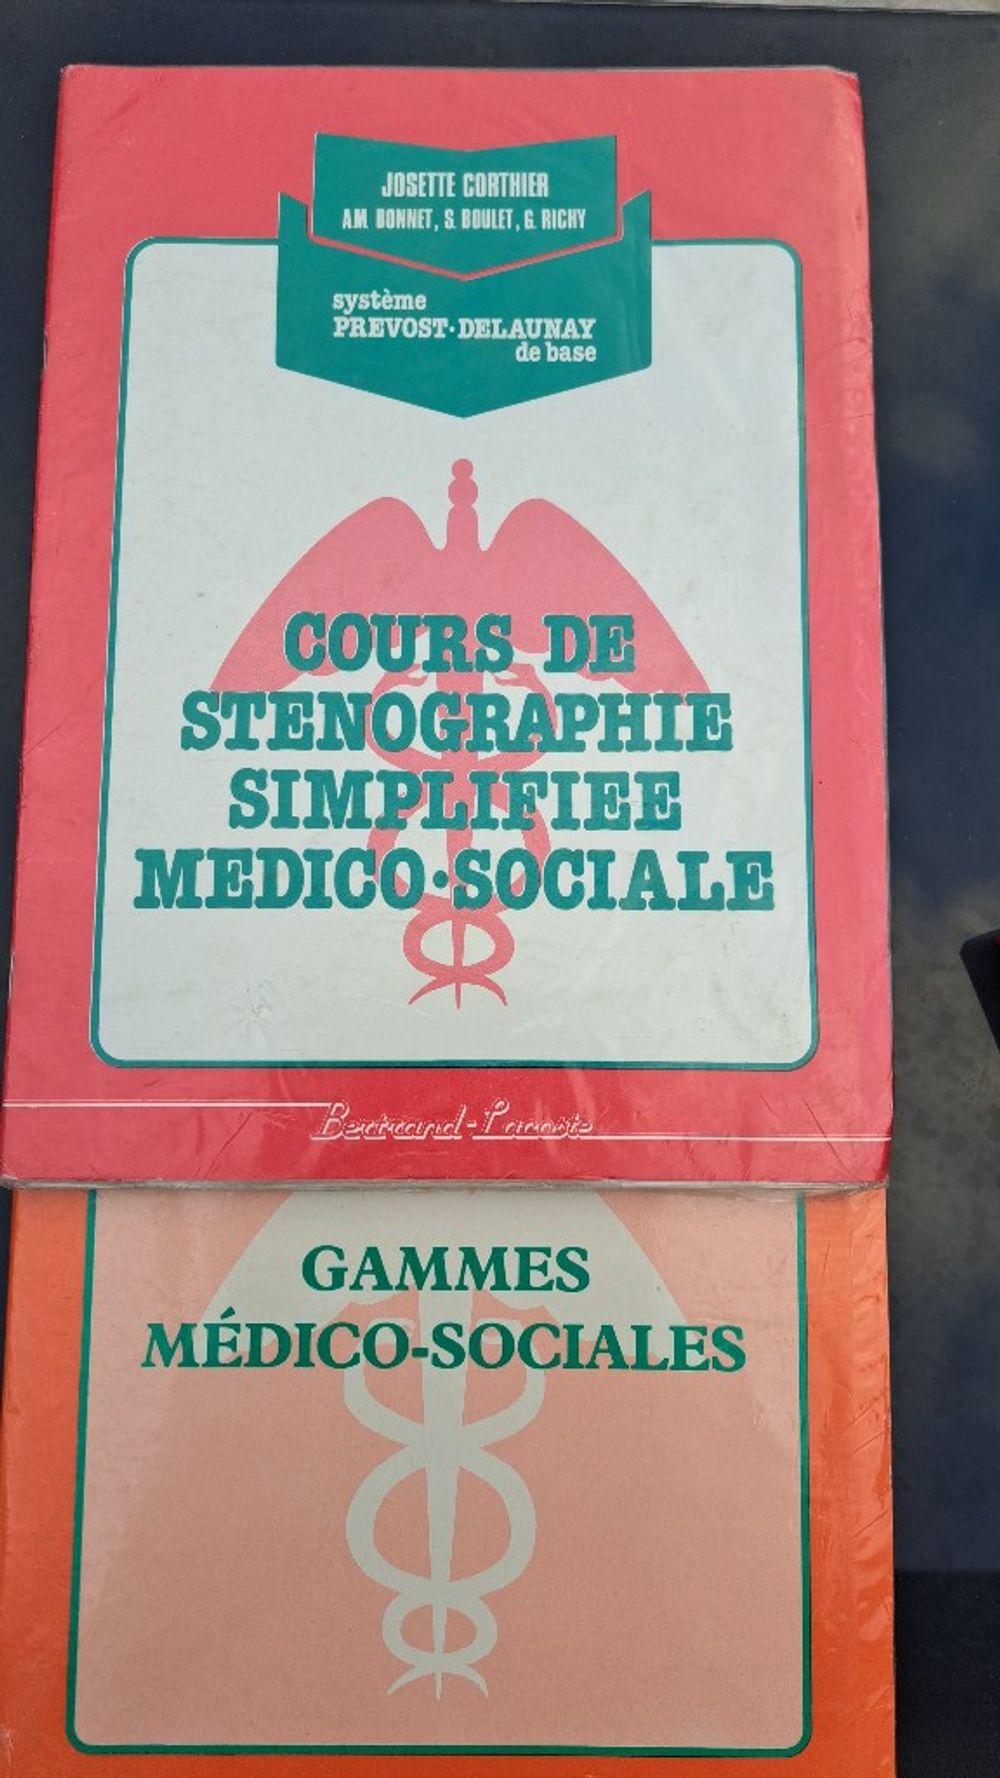 JOSETTE CORTHIER
A.M. BONNET, S. BOULET, G. RICHY
système
PREVOST·DELAUNAY
de base
COURS DE
STENOGRAPHIE
SIMPLIFIEE
MEDICO·SOCIALE
Bertrand-Lacoste
GAMMES
MÉDICO-SOCIALES